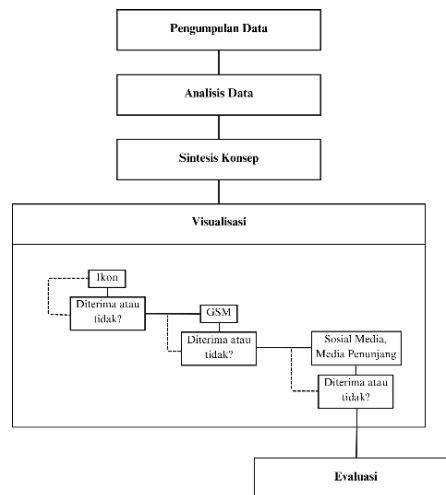 Pengumpulan Data
Analisis Data
Sintesis Konsep
Visualisasi
Ikon
Diterima atau
tidak?
GSM
Diterima atau
tidak?
Sosial Media,
Media Penunjang
Diterima atau
tidak?
Evaluasi